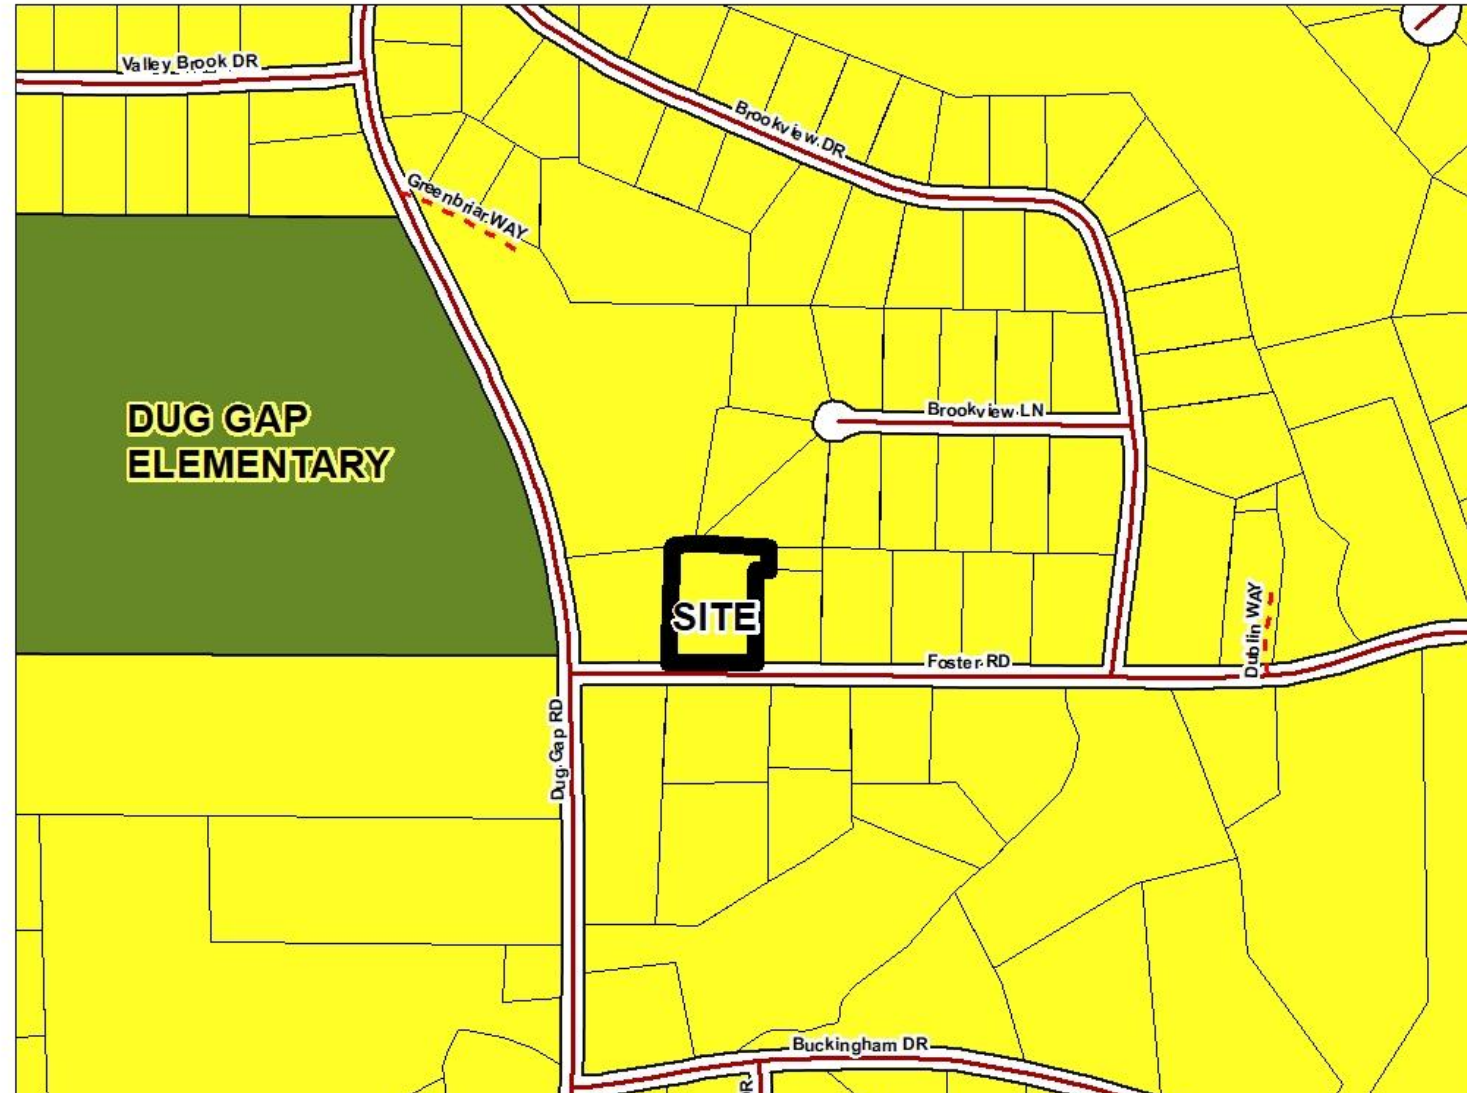 Valley Brook DR
Brookview DR
Greenbriar WAY
DUG GAP
ELEMENTARY
Brookview LN
SITE
Dublin WAY
Foster RD
Dug Gap RD
Buckingham DR